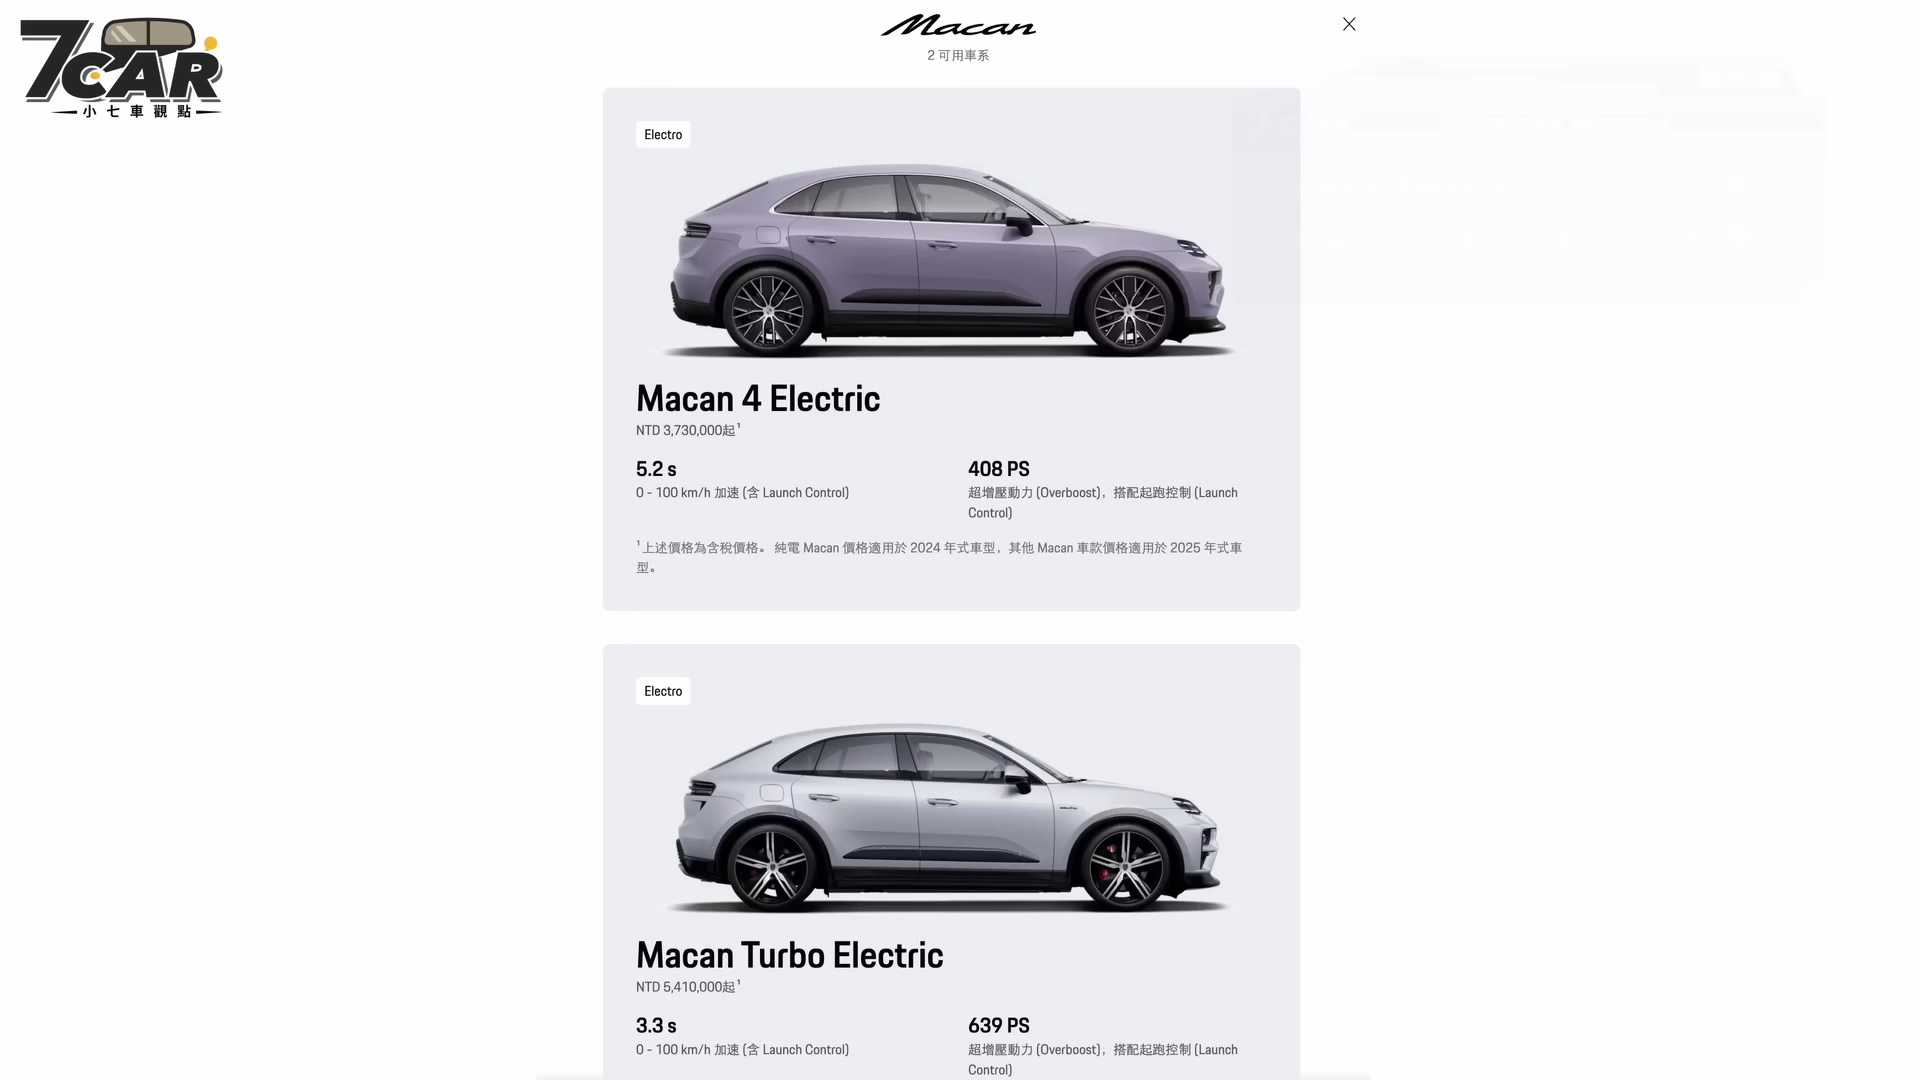 7CAR
小七車觀點
Macan
2 可用車系
Electro
Macan 4 Electric
NTD 3,730,000起¹
5.2 s
0 - 100 km/h 加速 (含 Launch Control)
408 PS
超增壓動力 (Overboost)，搭配起跑控制 (Launch
Control)
¹ 上述價格為含稅價格。 純電 Macan 價格適用於 2024 年式車型，其他 Macan 車款價格適用於 2025 年式車
型。
Electro
Macan Turbo Electric
NTD 5,410,000起¹
3.3 s
0 - 100 km/h 加速 (含 Launch Control)
639 PS
超增壓動力 (Overboost)，搭配起跑控制 (Launch
Control)